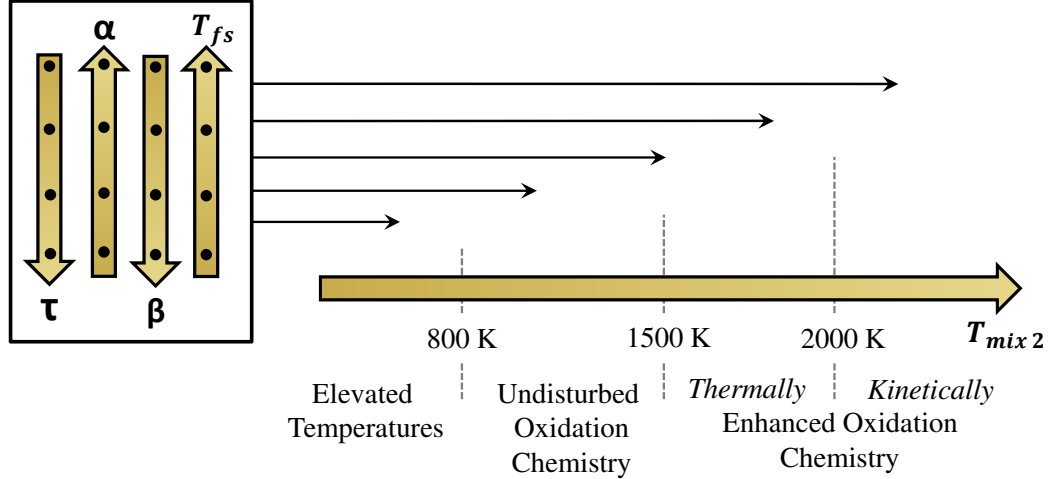 α
T_fs
τ
β
800 K
1500 K
2000 K
T_mix 2
Elevated
Temperatures
Undisturbed
Oxidation
Chemistry
Thermally
Kinetically
Enhanced Oxidation
Chemistry